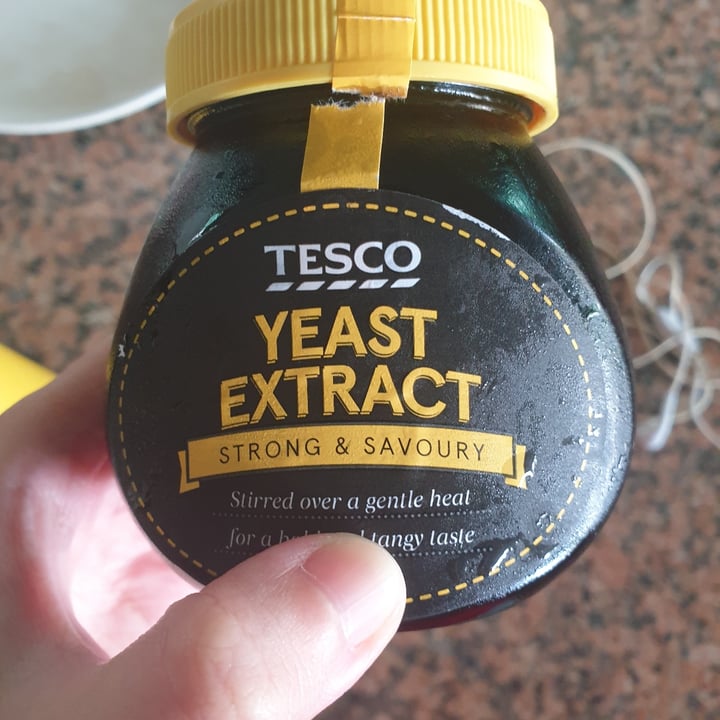 TESCO
YEAST
EXTRACT
STRONG & SAVOURY
Stirred over a gentle heat
for a tangy taste